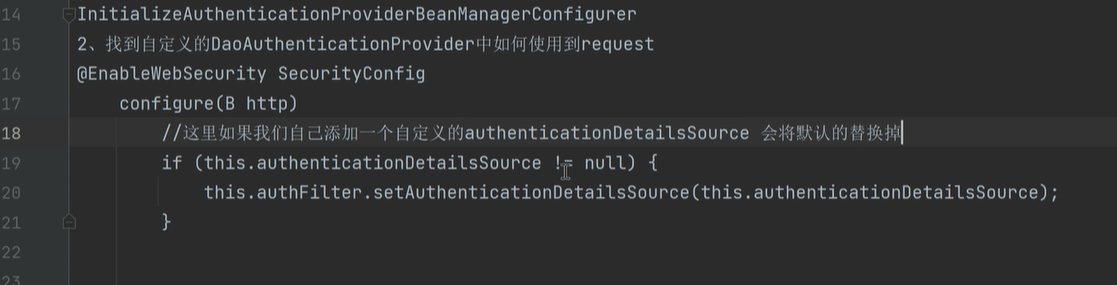 14 InitializeAuthenticationProviderBeanManagerConfigurer
15 2、找到自定义的DaoAuthenticationProvider中如何使用到request
16 @EnableWebSecurity SecurityConfig
17 configure(B http)
18 //这里如果我们自己添加一个自定义的authenticationDetailsSource 会将默认的替换掉
19 if (this.authenticationDetailsSource != null) {
20 this.authFilter.setAuthenticationDetailsSource(this.authenticationDetailsSource);
21 }
22
23